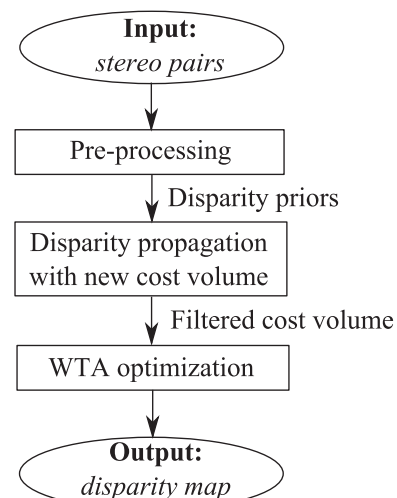 Input:
stereo pairs
Pre-processing
Disparity priors
Disparity propagation
with new cost volume
Filtered cost volume
WTA optimization
Output:
disparity map